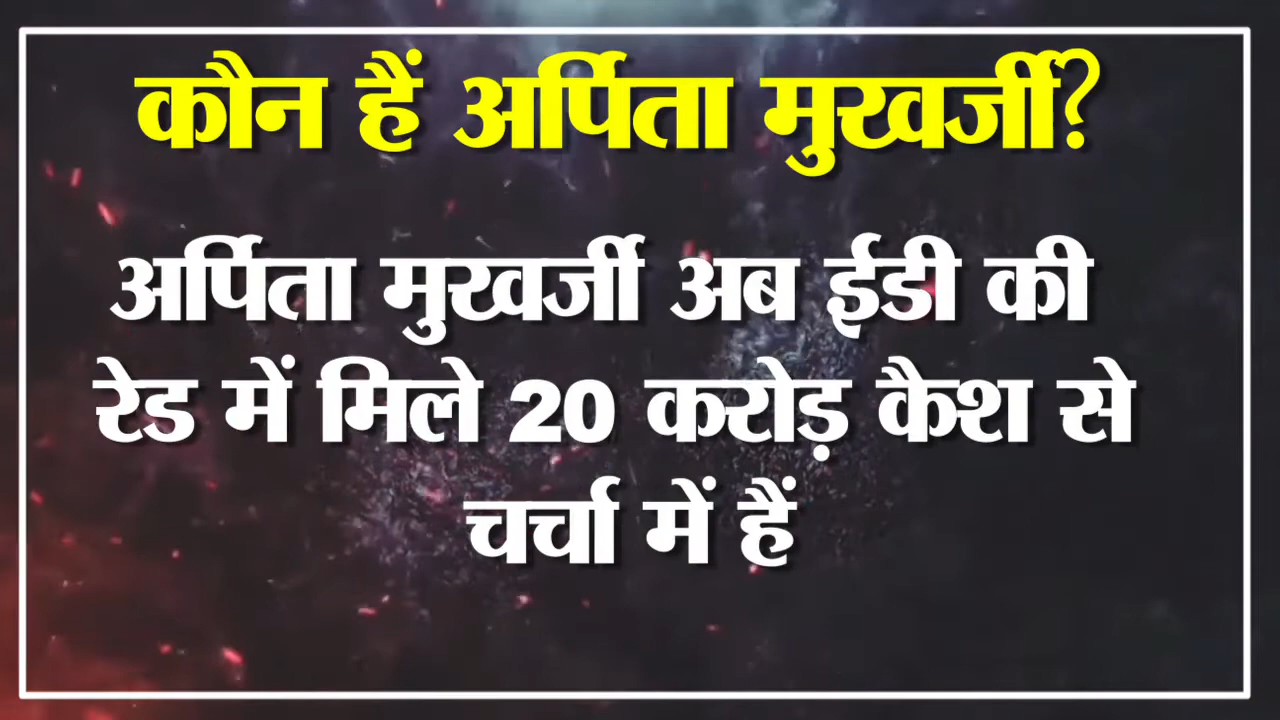 कौन हैं अर्पिता मुखर्जी?
अर्पिता मुखर्जी अब ईडी की
रेड में मिले 20 करोड़ कैश से
चर्चा में हैं